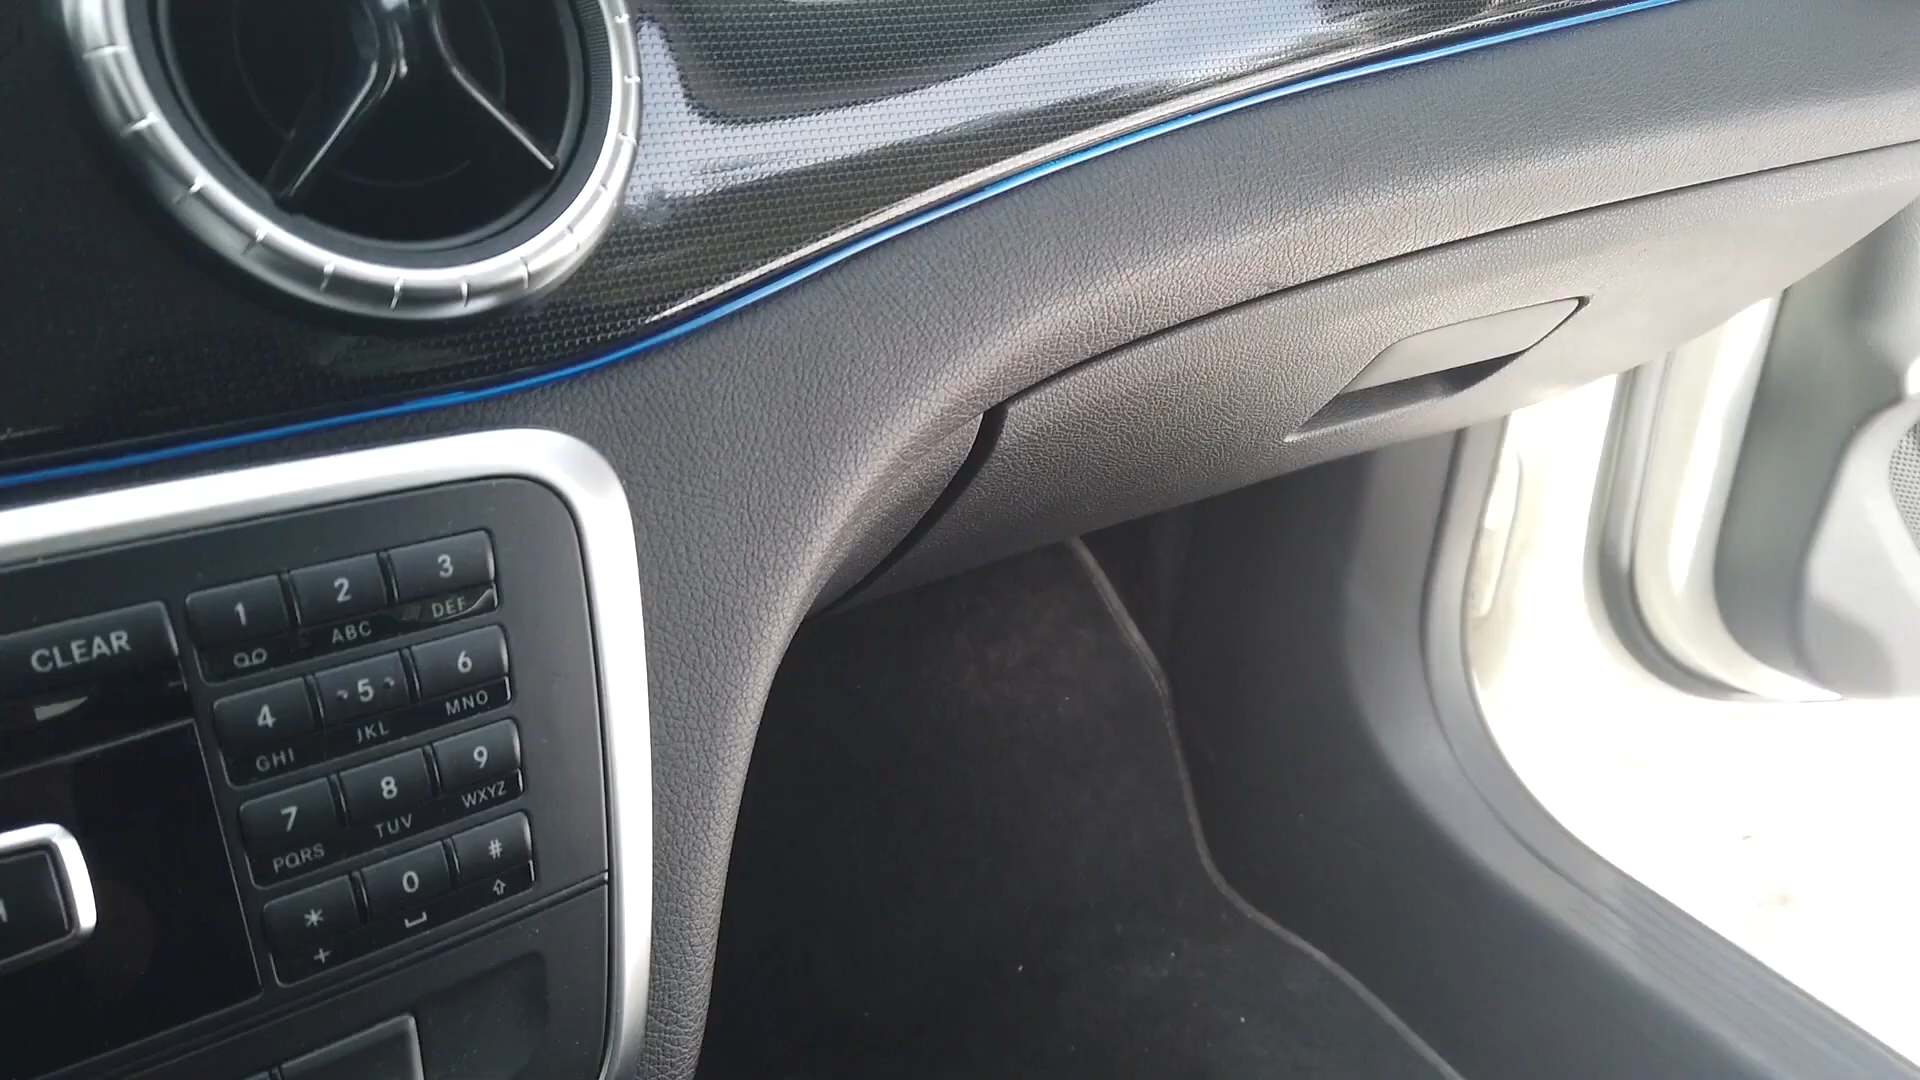 CLEAR
1 2 3
ABC DEF
4 5 6
GHI JKL MNO
7 8 9
PQRS TUV WXYZ
* 0 #
+